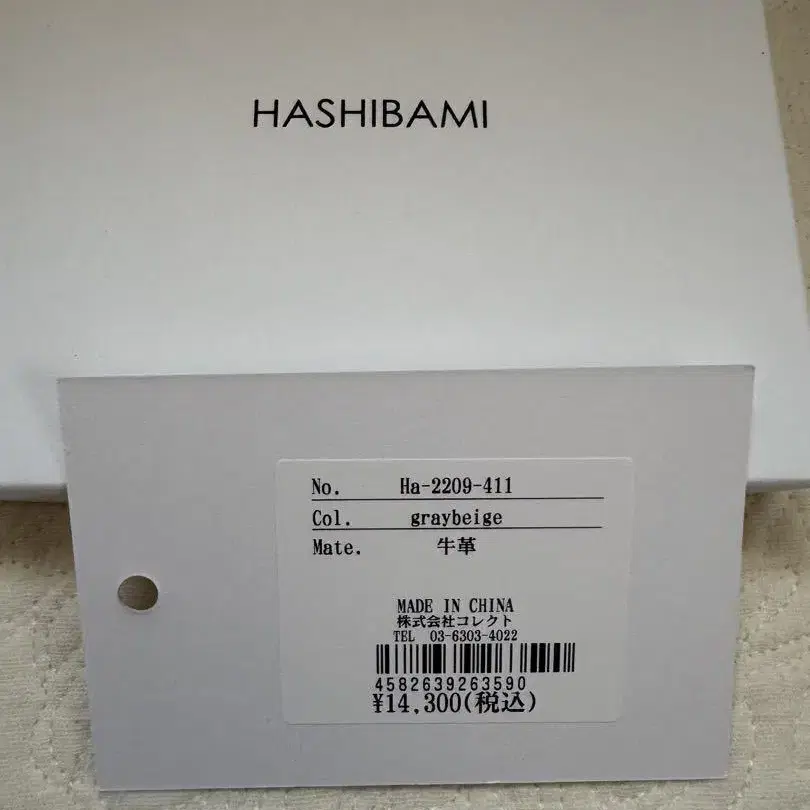 HASHIBAMI
No. Ha-2209-411
Col. graybeige
Mate. 牛革
MADE IN CHINA
株式会社コレクト
TEL 03-6303-4022
4582639263590
¥14,300(税込)